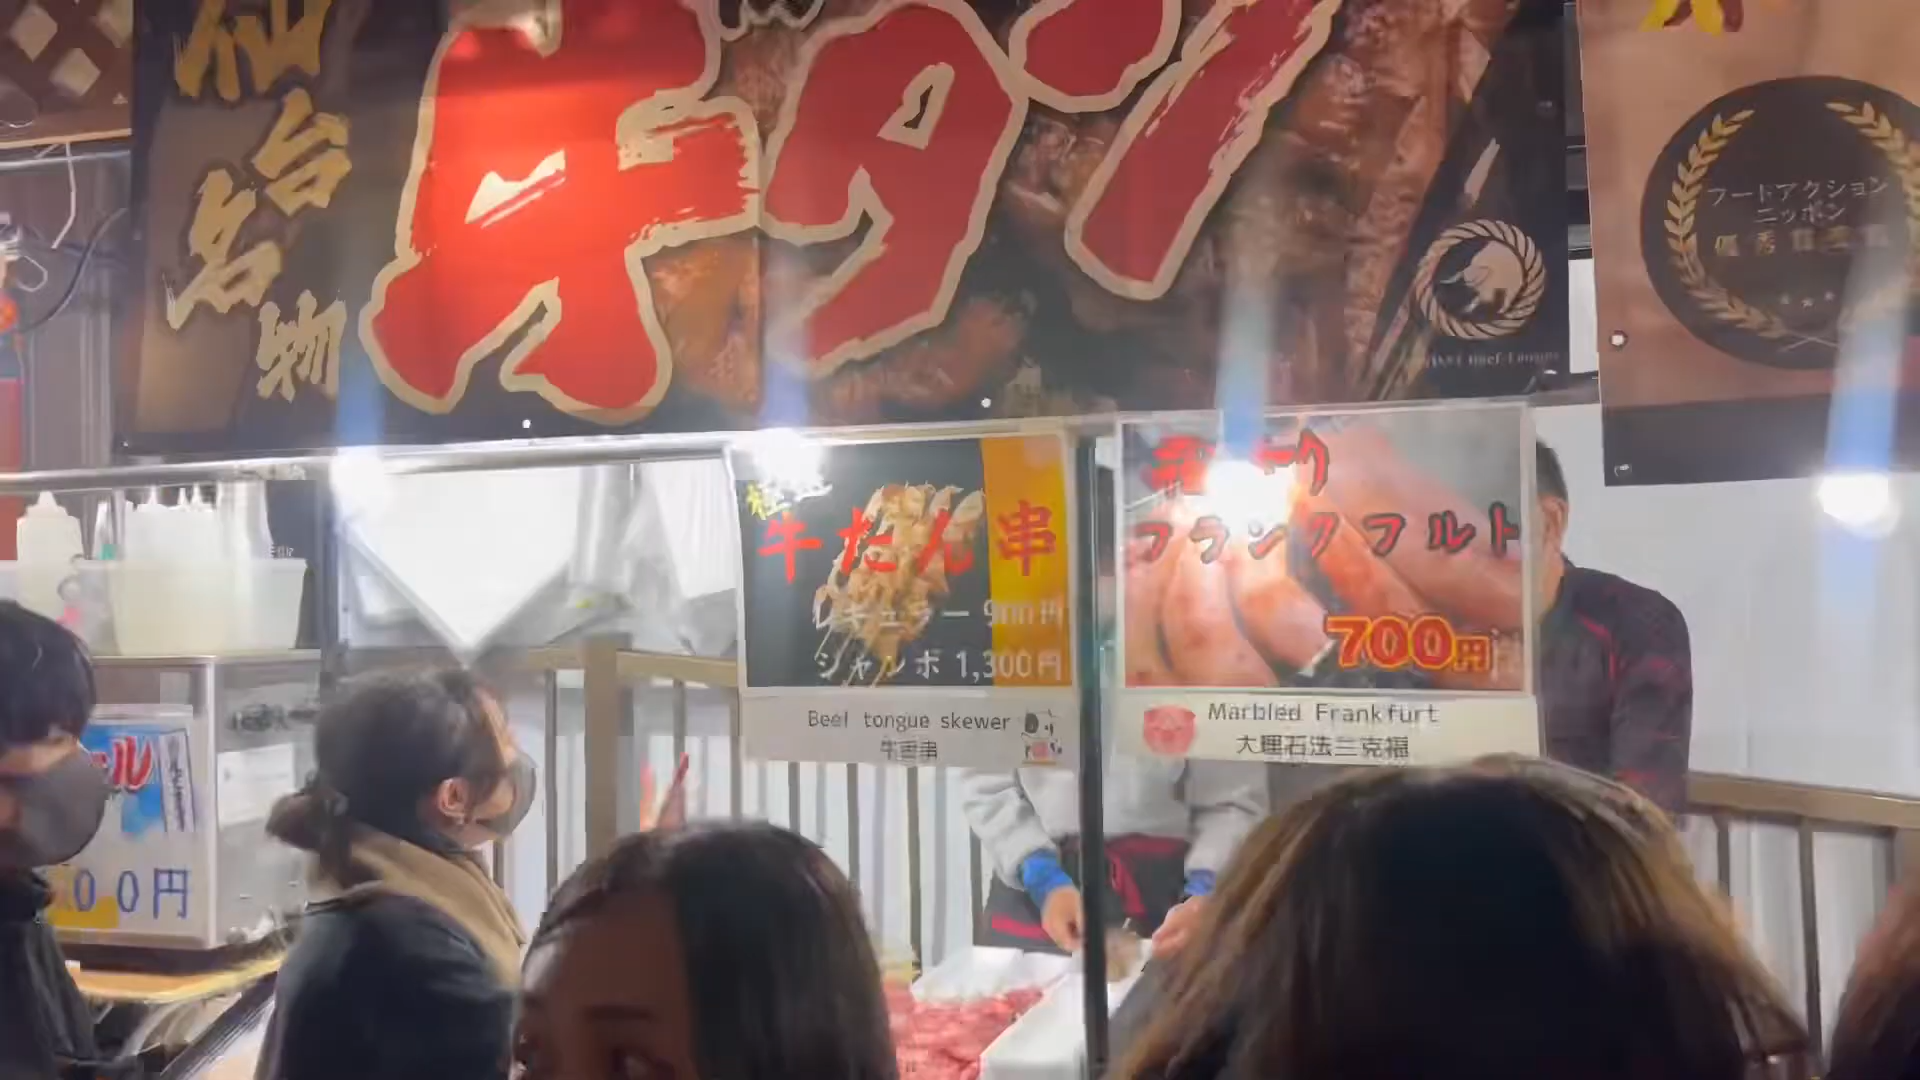 仙台名物
牛タン
フードアクション
ニッポン
牛たん串
レギュラー 900円
ジャンボ 1,300円
Beef tongue skewer
フランクフルト
700円
Marbled Frankfurt
大理石法兰克福
00円